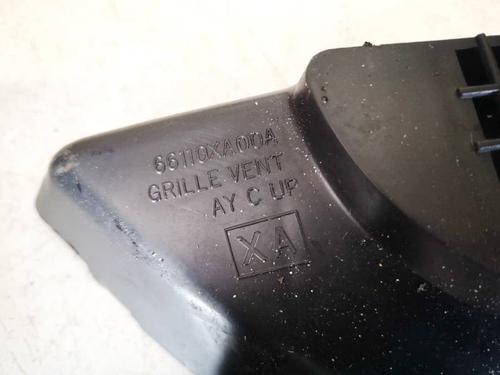 66110XA00A
GRILLE VENT
AY C UP
XA